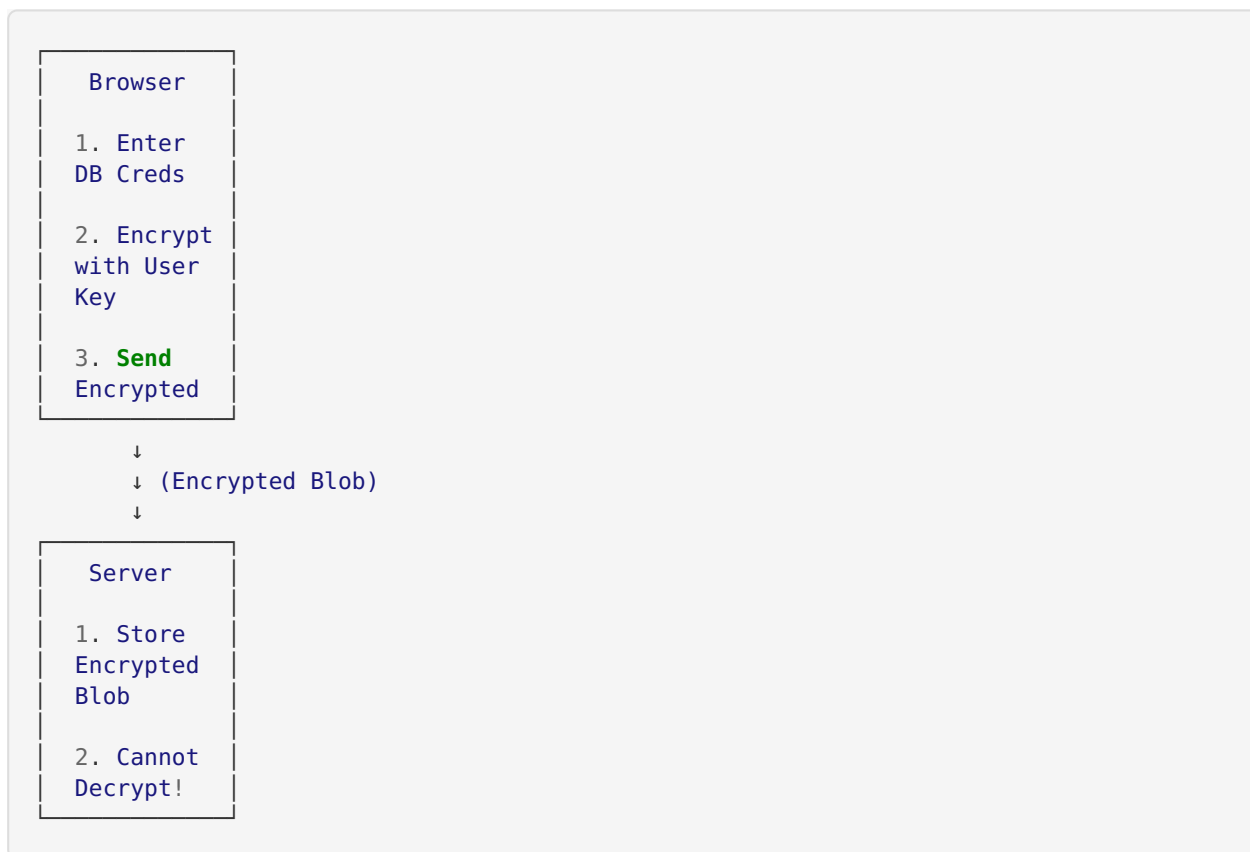 Browser
1. Enter
DB Creds
2. Encrypt
with User
Key
3. Send
Encrypted
↓
↓ (Encrypted Blob)
↓
Server
1. Store
Encrypted
Blob
2. Cannot
Decrypt!